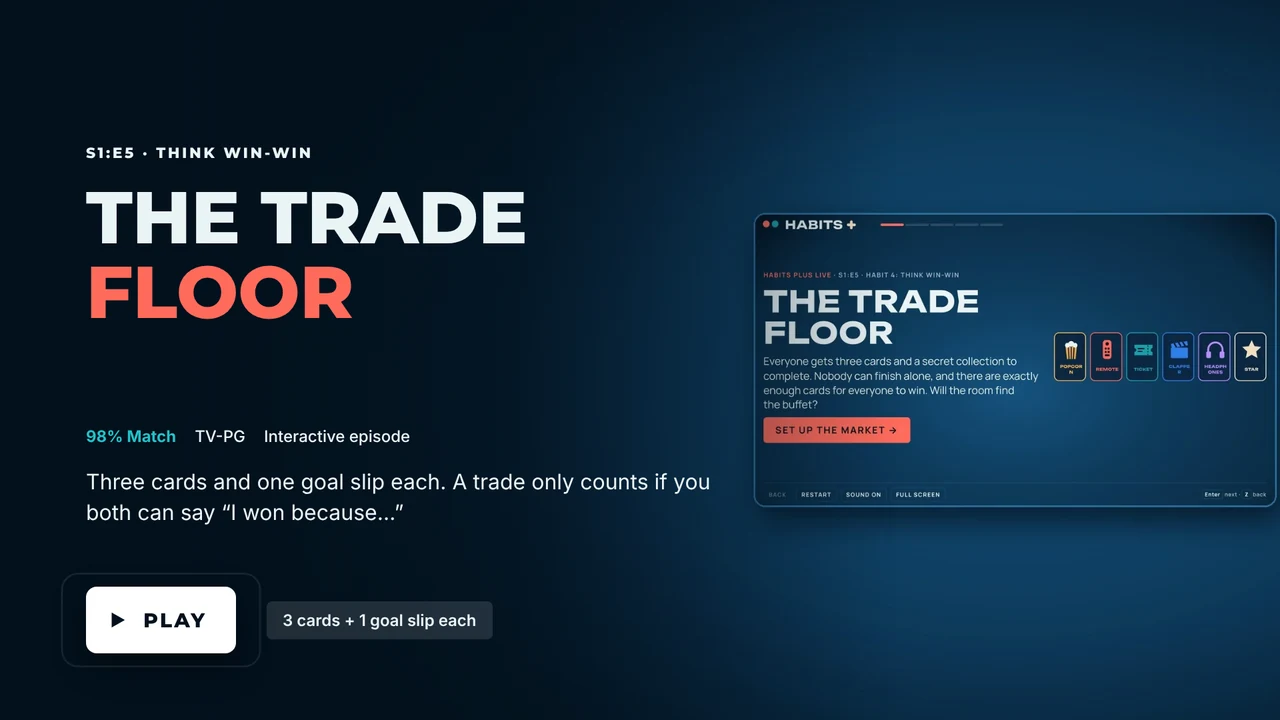 S1:E5 · THINK WIN-WIN
THE TRADE
FLOOR
98% Match TV-PG Interactive episode
Three cards and one goal slip each. A trade only counts if you
both can say “I won because...”
PLAY
3 cards + 1 goal slip each
HABITS +
HABITS PLUS LIVE · S1:E5 · HABIT 4: THINK WIN-WIN
THE TRADE
FLOOR
Everyone gets three cards and a secret collection to
complete. Nobody can finish alone, and there are exactly
enough cards for everyone to win. Will the room find
the buffet?
SET UP THE MARKET →
POPCOR
N
REMOTE
TICKET
CLAPPE
R
HEADPH
ONES
STAR
BACK RESTART SOUND ON FULL SCREEN
Enter next · Z back